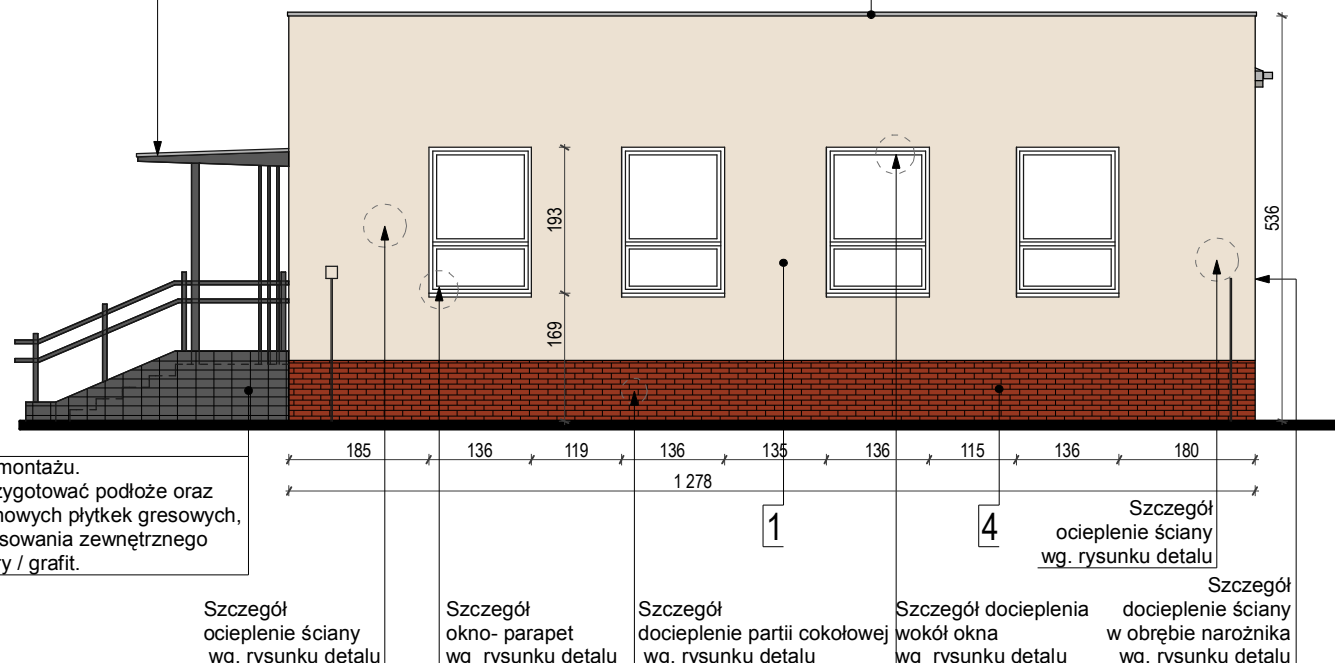 193
536
169
185
136
119
136
135
136
115
136
180
1 278
montażu.
ygotować podłoże oraz
nowych płytkek gresowych,
sowania zewnętrznego
y / grafit.
1
4
Szczegół
ocieplenie ściany
wg. rysunku detalu
Szczegół
ocieplenie ściany
wg. rysunku detalu
Szczegół
okno- parapet
wg rysunku detalu
Szczegół
docieplenie partii cokołowej
wg. rysunku detalu
Szczegół docieplenia
wokół okna
wg rysunku detalu
Szczegół
docieplenie ściany
w obrębie narożnika
wg. rysunku detalu